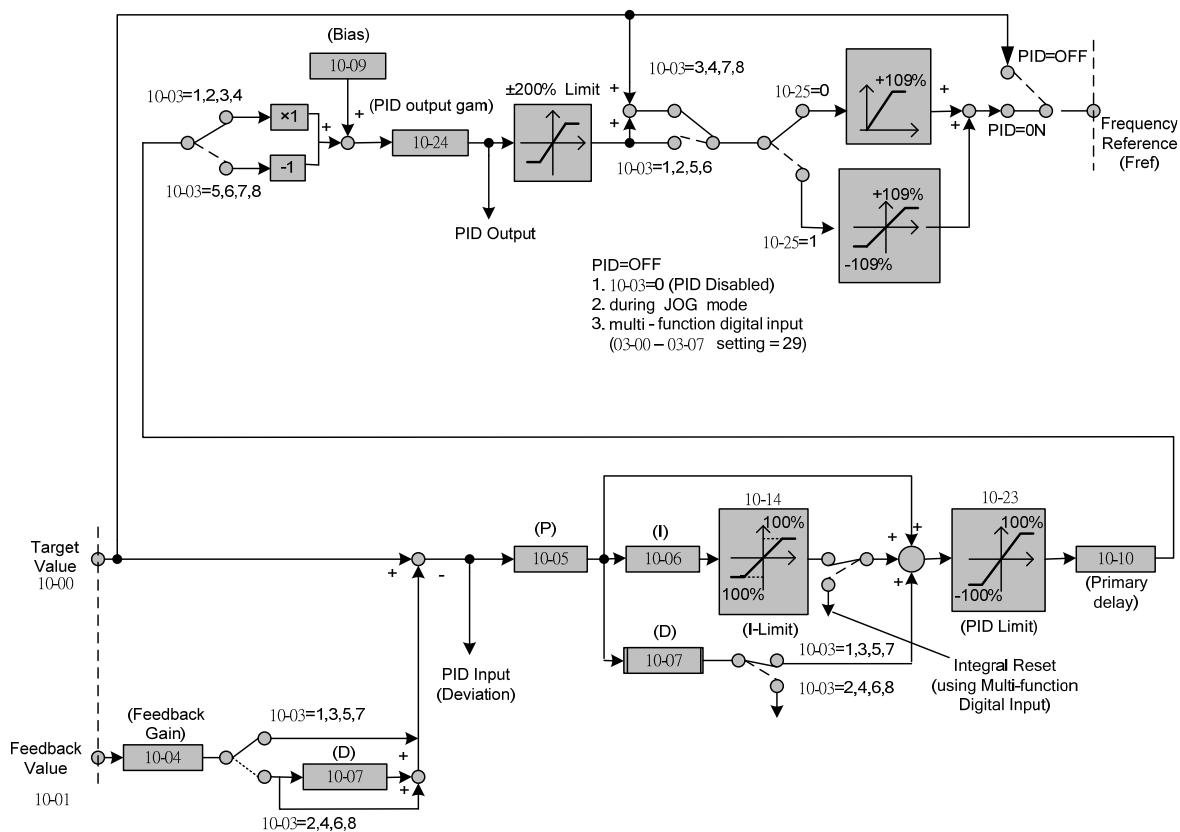 (Bias)
10-09
10-03=1,2,3,4
×1
-1
10-03=5,6,7,8
+
+
(PID output gam)
10-24
PID Output
±200% Limit
+
+
10-03=3,4,7,8
10-03=1,2,5,6
10-25=0
+109%
+
+
10-25=1
+109%
-109%
PID=OFF
PID=0N
Frequency
Reference
(Fref)
PID=OFF
1. 10-03=0 (PID Disabled)
2. during JOG mode
3. multi - function digital input
(03-00 – 03-07 setting = 29)
Target
Value
10-00
+
-
PID Input
(Deviation)
(P)
10-05
(I)
10-06
10-14
100%
100%
(I-Limit)
(D)
10-07
10-03=1,3,5,7
10-03=2,4,6,8
Integral Reset
(using Multi-function
Digital Input)
+
+
+
10-23
100%
-100%
(PID Limit)
10-10
(Primary
delay)
Feedback
Value
10-01
(Feedback
Gain)
10-04
10-03=1,3,5,7
(D)
10-07
+
+
10-03=2,4,6,8